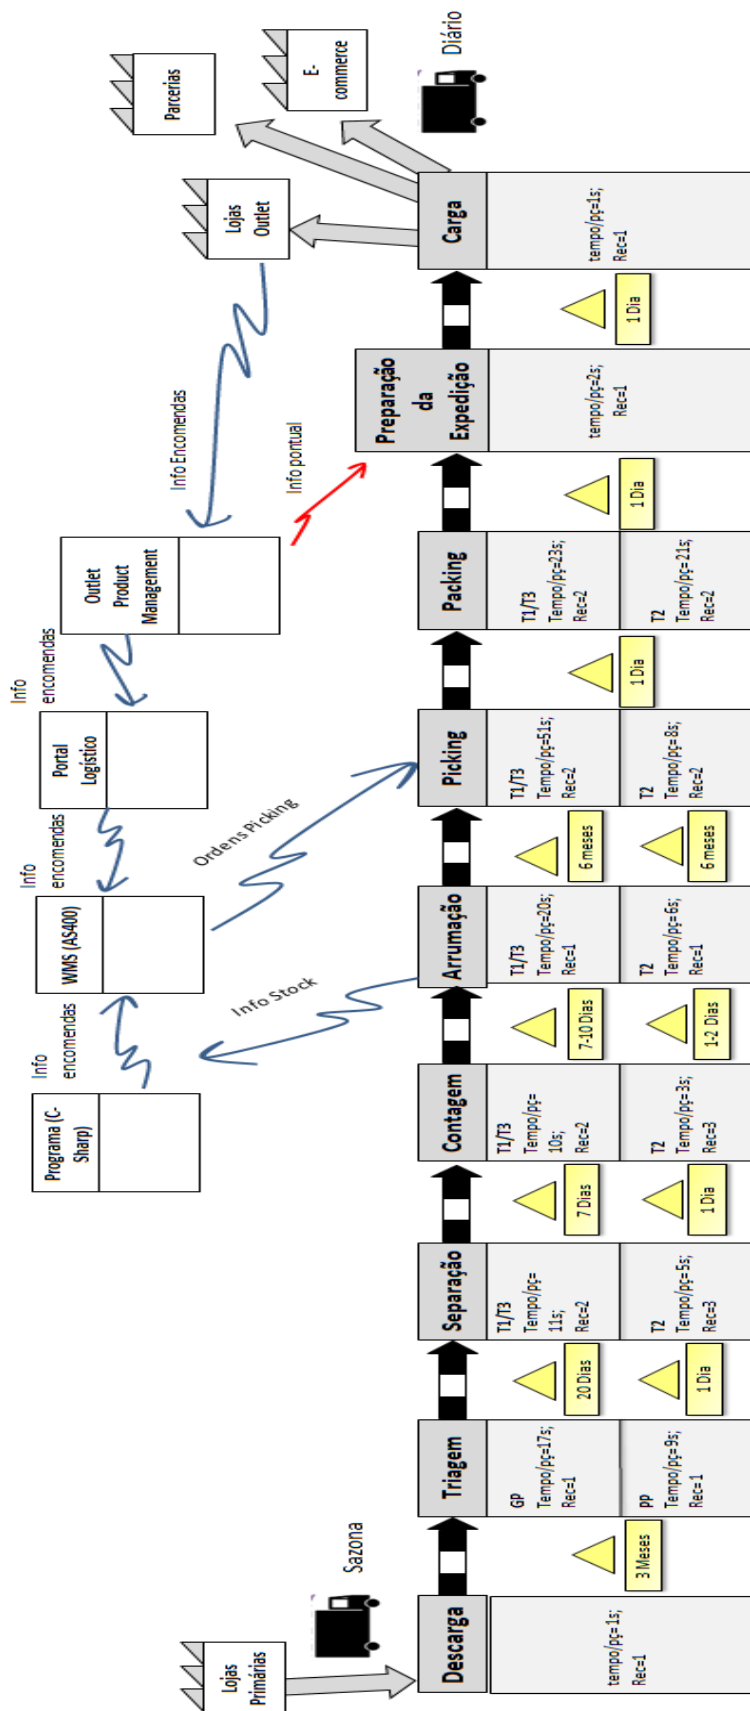 Lojas
Primárias
Sazona
Programa (C-
Sharp)
Info
encomendas
WMS (AS400)
Info
encomendas
Portal
Logístico
Info
encomendas
Outlet
Product
Management
Info Encomendas
Info pontual
Lojas
Outlet
Parcerias
E-
commerce
Diário
Info Stock
Ordens Picking
Descarga
tempo/pç=1s;
Rec=1
3 Meses
Triagem
GP
Tempo/pç=17s;
Rec=1
PP
Tempo/pç=9s;
Rec=1
20 Dias
1 Dia
Separação
T1/T3
Tempo/pç=
11s;
Rec=2
T2
Tempo/pç=5s;
Rec=3
7 Dias
1 Dia
Contagem
T1/T3
Tempo/pç=
10s;
Rec=2
T2
Tempo/pç=3s;
Rec=3
7-10 Dias
1-2 Dias
Arrumação
T1/T3
Tempo/pç=20s;
Rec=1
T2
Tempo/pç=6s;
Rec=1
6 meses
6 meses
Picking
T1/T3
Tempo/pç=51s;
Rec=2
T2
Tempo/pç=8s;
Rec=2
1 Dia
Packing
T1/T3
Tempo/pç=23s;
Rec=2
T2
Tempo/pç=21s;
Rec=2
1 Dia
Preparação
da
Expedição
tempo/pç=2s;
Rec=1
1 Dia
Carga
tempo/pç=1s;
Rec=1